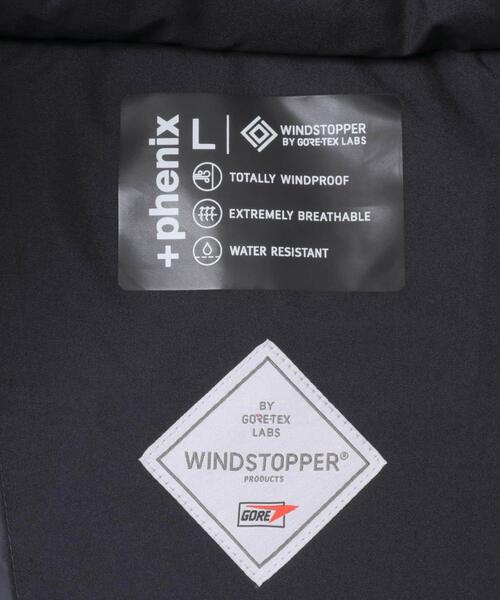 +phenix
L
WINDSTOPPER
BY GORE-TEX LABS
TOTALLY WINDPROOF
EXTREMELY BREATHABLE
WATER RESISTANT
BY
GORE-TEX
LABS
WINDSTOPPER®
PRODUCTS
GORE